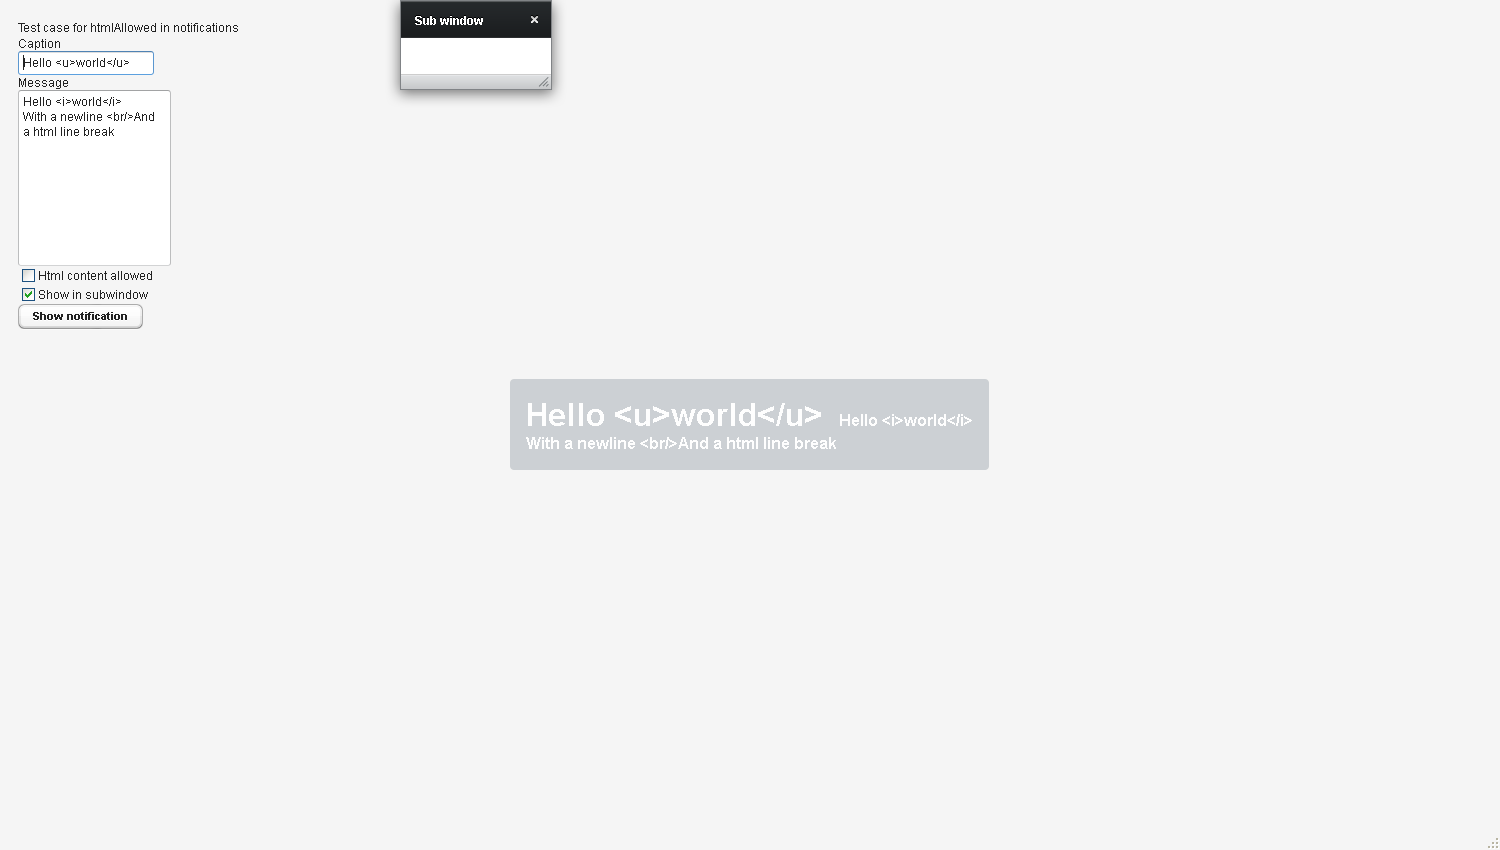 Test case for htmlAllowed in notifications
Caption
Hello <u>world</u>
Message
Hello <i>world</i>
With a newline <br/>And
a html line break
Html content allowed
Show in subwindow
Show notification
Sub window
Hello <u>world</u> Hello <i>world</i>
With a newline <br/>And a html line break